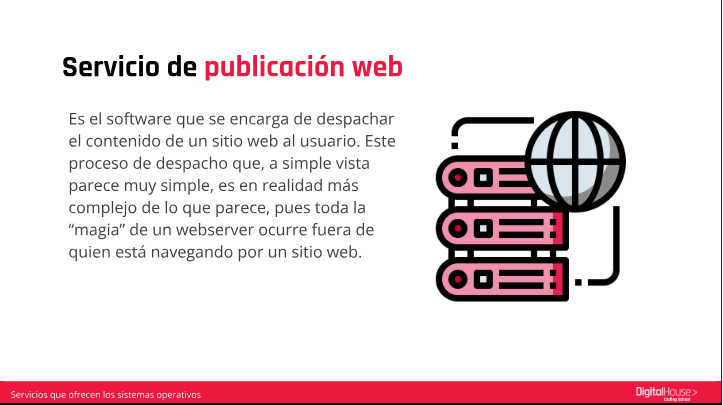 Servicio de publicación web
Es el software que se encarga de despachar
el contenido de un sitio web al usuario. Este
proceso de despacho que, a simple vista
parece muy simple, es en realidad más
complejo de lo que parece, pues toda la
“magia” de un webserver ocurre fuera de
quien está navegando por un sitio web.
Servicios que ofrecen los sistemas operativos
DigitalHouse>
Coding School